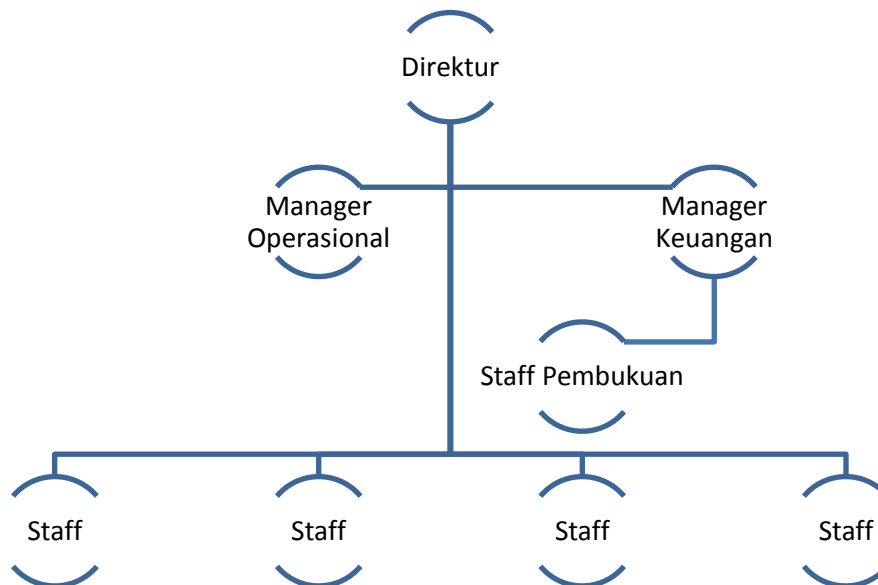 Direktur
Manager
Operasional
Manager
Keuangan
Staff Pembukuan
Staff
Staff
Staff
Staff